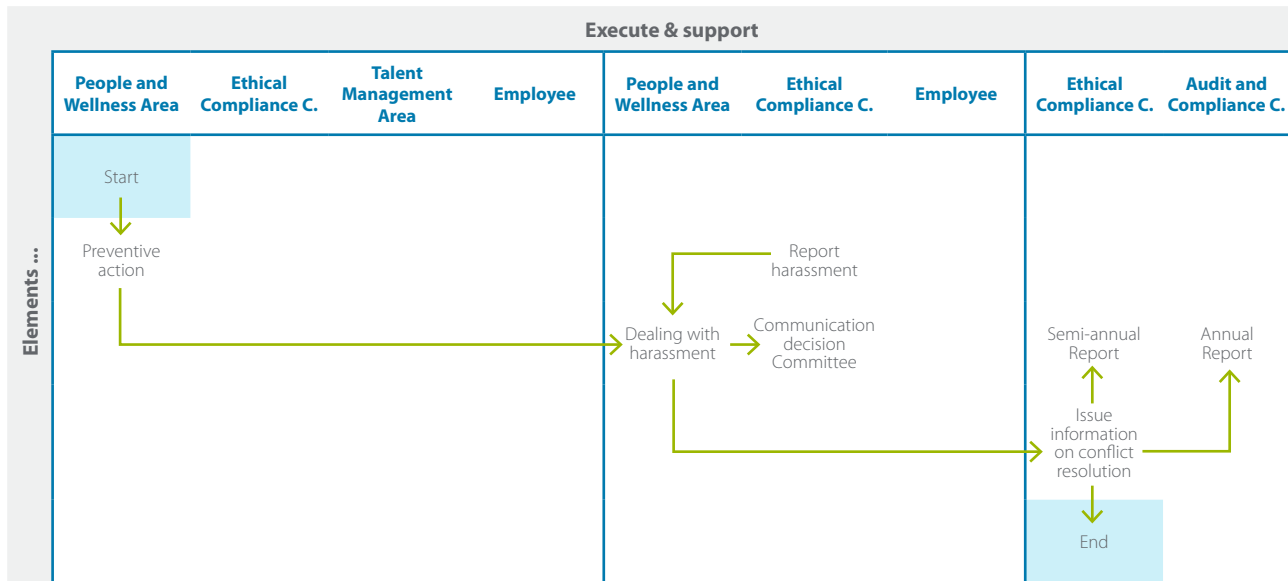 Execute & support
People and
Wellness Area
Ethical
Compliance C.
Talent
Management
Area
Employee
People and
Wellness Area
Ethical
Compliance C.
Employee
Ethical
Compliance C.
Audit and
Compliance C.
Elements ...
Start
Preventive
action
Report
harassment
Dealing with
harassment
Communication
decision
Committee
Semi-annual
Report
Annual
Report
Issue
information
on conflict
resolution
End